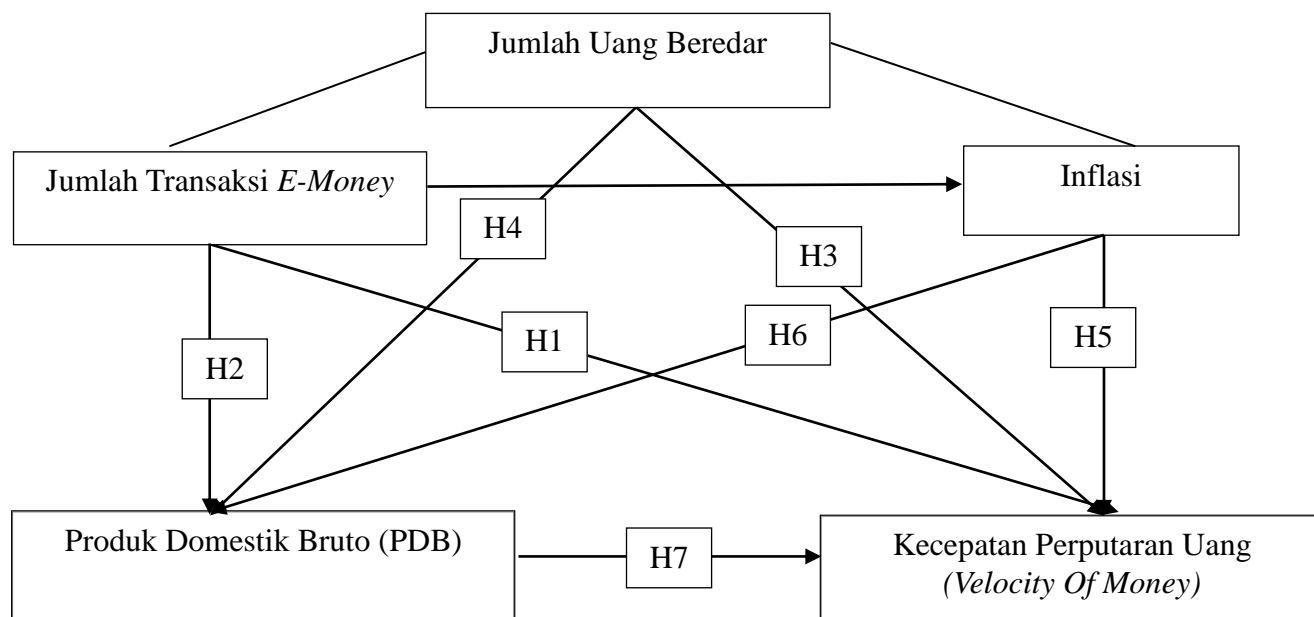 Jumlah Uang Beredar
Jumlah Transaksi E-Money
Inflasi
H4
H3
H1
H6
H5
H2
Produk Domestik Bruto (PDB)
H7
Kecepatan Perputaran Uang
(Velocity Of Money)